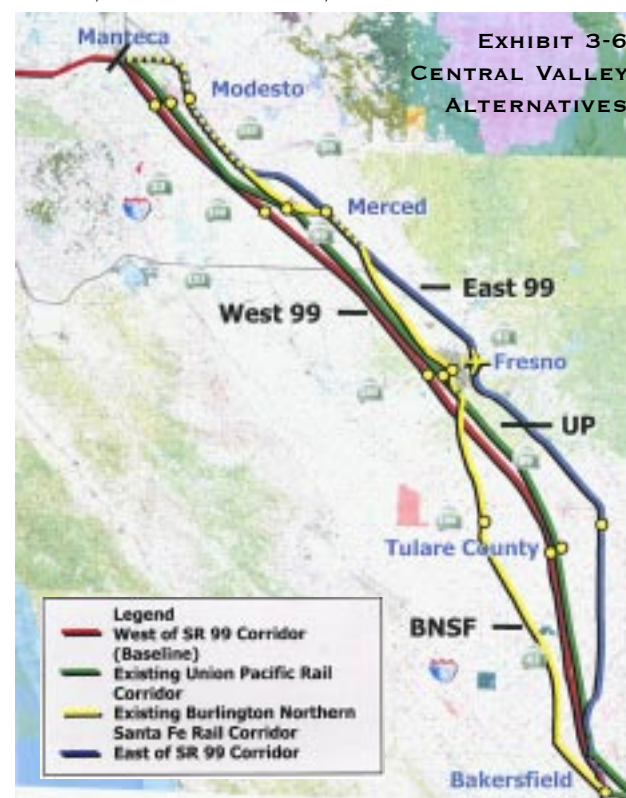 EXHIBIT 3-6
CENTRAL VALLEY
ALTERNATIVES
Manteca
Modesto
Merced
East 99
West 99
Fresno
UP
Tulare County
BNSF
Legend
West of SR 99 Corridor
(Baseline)
Existing Union Pacific Rail
Corridor
Existing Burlington Northern
Santa Fe Rail Corridor
East of SR 99 Corridor
Bakersfield